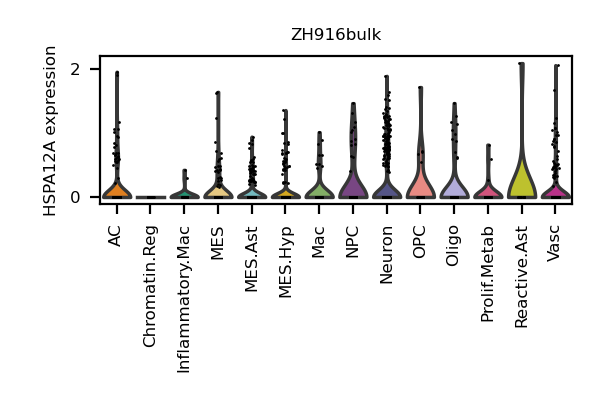 ZH916bulk
HSPA12A expression
2
0
AC
Chromatin.Reg
Inflammatory.Mac
MES
MES.Ast
MES.Hyp
Mac
NPC
Neuron
OPC
Oligo
Prolif.Metab
Reactive.Ast
Vasc